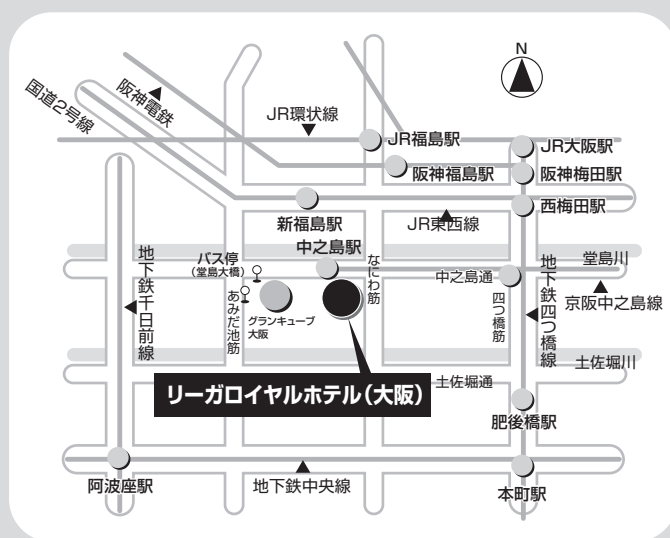 N
国道2号線
阪神電鉄
JR環状線
JR福島駅
JR大阪駅
阪神福島駅
阪神梅田駅
新福島駅
JR東西線
西梅田駅
地下鉄千日前線
バス停
(堂島大橋)
中之島駅
なにわ筋
中之島通
堂島川
地下鉄四つ橋線
京阪中之島線
あみだ池筋
グランキューブ
大阪
四つ橋筋
土佐堀川
リーガロイヤルホテル(大阪)
土佐堀通
肥後橋駅
阿波座駅
地下鉄中央線
本町駅